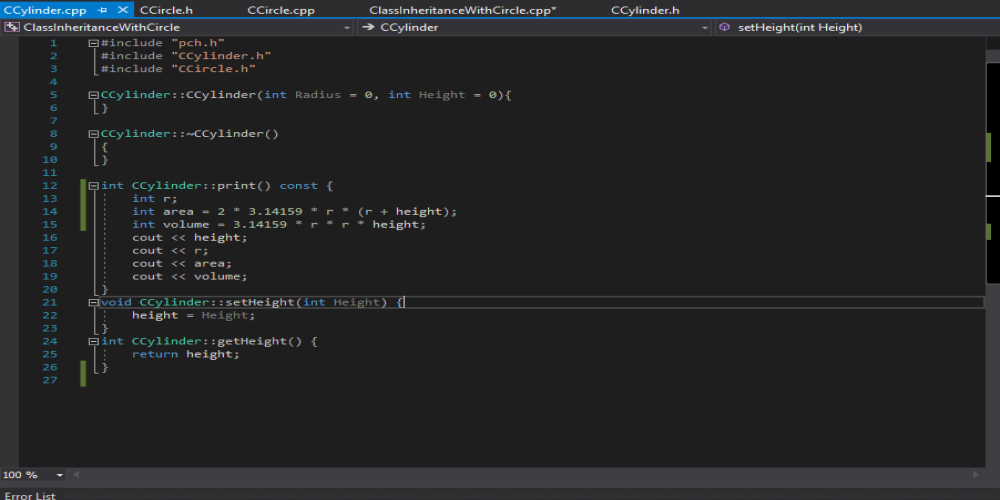 CCylinder.cpp CCircle.h CCircle.cpp ClassInheritanceWithCircle.cpp* CCylinder.h
ClassInheritanceWithCircle CCylinder setHeight(int Height)
1 #include "pch.h"
2 #include "CCylinder.h"
3 #include "CCircle.h"
4
5 CCylinder::CCylinder(int Radius = 0, int Height = 0){
6 }
7
8 CCylinder::~CCylinder()
9 {
10 }
11
12 int CCylinder::print() const {
13 int r;
14 int area = 2 * 3.14159 * r * (r + height);
15 int volume = 3.14159 * r * r * height;
16 cout << height;
17 cout << r;
18 cout << area;
19 cout << volume;
20 }
21 void CCylinder::setHeight(int Height) {
22 height = Height;
23 }
24 int CCylinder::getHeight() {
25 return height;
26 }
27
100 %
Error List